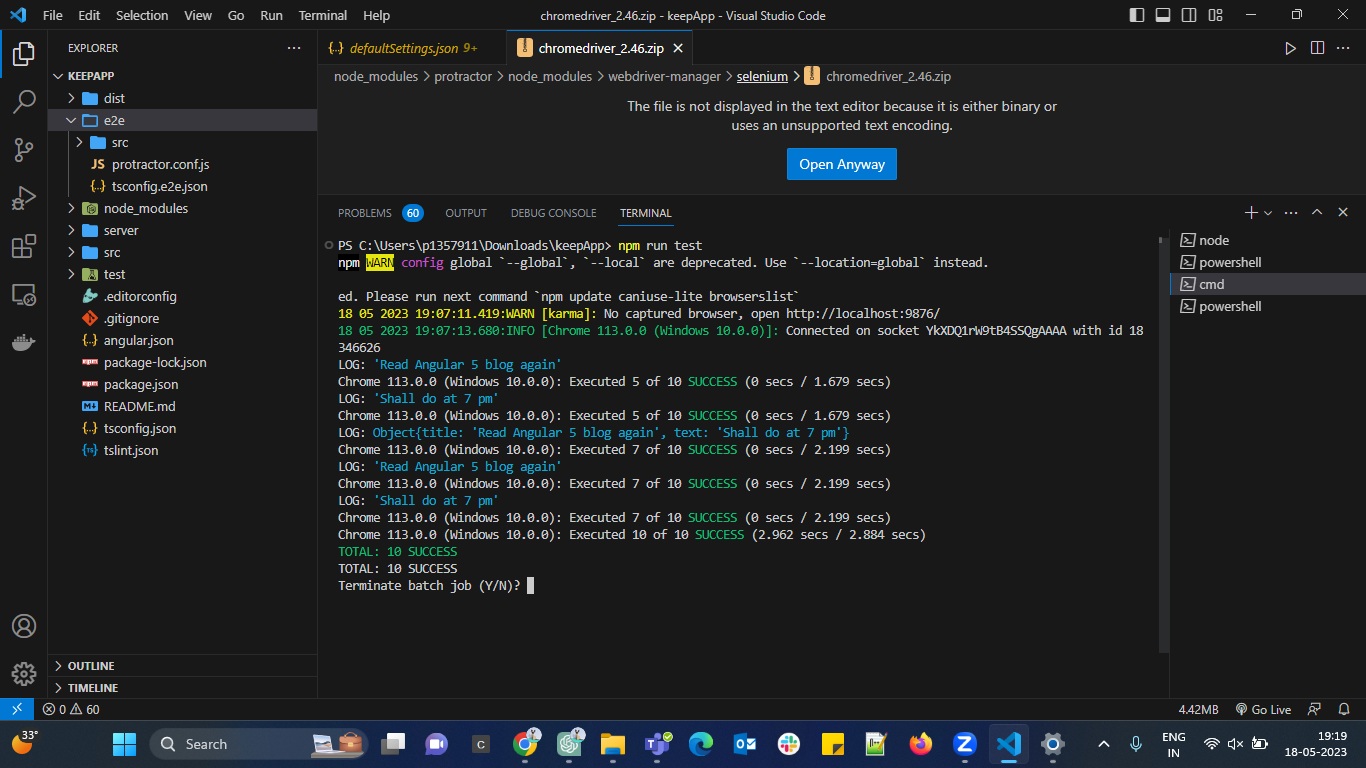 File Edit Selection View Go Run Terminal Help
chromedriver_2.46.zip - keepApp - Visual Studio Code
EXPLORER
KEEPAPP
dist
e2e
src
JS protractor.conf.js
{..} tsconfig.e2e.json
node_modules
server
src
test
.editorconfig
.gitignore
{..} angular.json
package-lock.json
package.json
README.md
{..} tsconfig.json
tslint.json
OUTLINE
TIMELINE
{} defaultSettings.json 9+
chromedriver_2.46.zip
node_modules > protractor > node_modules > webdriver-manager > selenium > chromedriver_2.46.zip
The file is not displayed in the text editor because it is either binary or
uses an unsupported text encoding.
Open Anyway
PROBLEMS 60 OUTPUT DEBUG CONSOLE TERMINAL
PS C:\Users\p1357911\Downloads\keepApp> npm run test
npm WARN config global `--global`, `--local` are deprecated. Use `--location=global` instead.
ed. Please run next command `npm update caniuse-lite browserslist`
18 05 2023 19:07:11.419:WARN [karma]: No captured browser, open http://localhost:9876/
18 05 2023 19:07:13.680:INFO [Chrome 113.0.0 (Windows 10.0.0)]: Connected on socket YkXDQ1rW9tB4SSQgAAAA with id 18
346626
LOG: 'Read Angular 5 blog again'
Chrome 113.0.0 (Windows 10.0.0): Executed 5 of 10 SUCCESS (0 secs / 1.679 secs)
LOG: 'Shall do at 7 pm'
Chrome 113.0.0 (Windows 10.0.0): Executed 5 of 10 SUCCESS (0 secs / 1.679 secs)
LOG: Object{title: 'Read Angular 5 blog again', text: 'Shall do at 7 pm'}
Chrome 113.0.0 (Windows 10.0.0): Executed 7 of 10 SUCCESS (0 secs / 2.199 secs)
LOG: 'Read Angular 5 blog again'
Chrome 113.0.0 (Windows 10.0.0): Executed 7 of 10 SUCCESS (0 secs / 2.199 secs)
LOG: 'Shall do at 7 pm'
Chrome 113.0.0 (Windows 10.0.0): Executed 7 of 10 SUCCESS (0 secs / 2.199 secs)
Chrome 113.0.0 (Windows 10.0.0): Executed 10 of 10 SUCCESS (2.962 secs / 2.884 secs)
TOTAL: 10 SUCCESS
TOTAL: 10 SUCCESS
Terminate batch job (Y/N)?
node
powershell
cmd
powershell
0 60
4.42MB Go Live
33°
Search
ENG
IN
19:19
18-05-2023